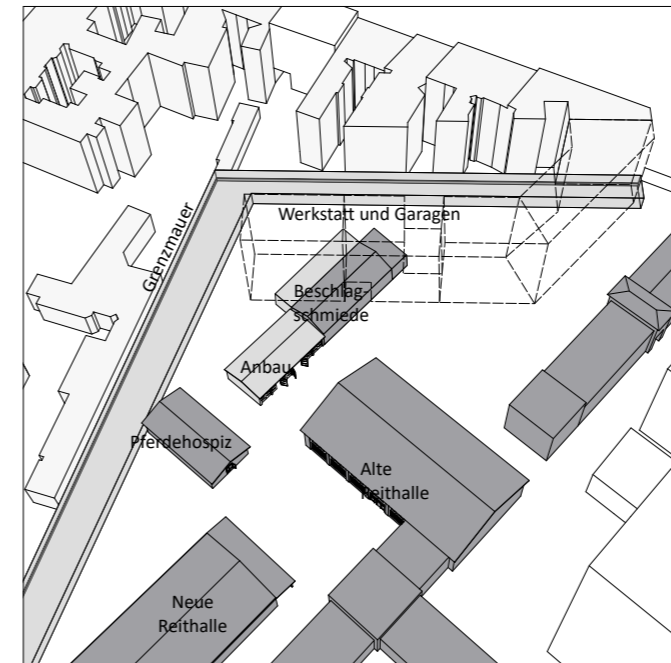 Grenzmauer
Werkstatt und Garagen
Beschlag-
schmiede
Anbau
Pferdehospiz
Alte
Reithalle
Neue
Reithalle